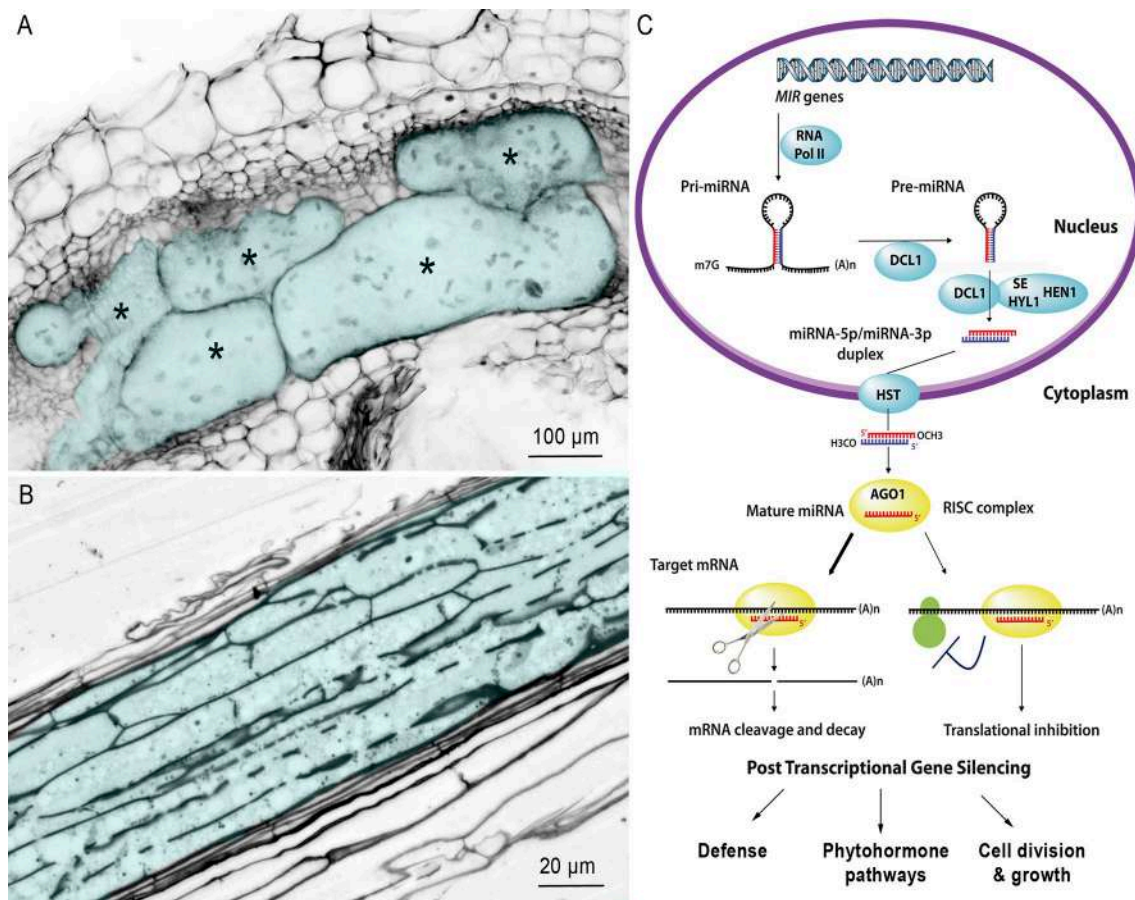 A
*
*
*
*
*
100 µm
B
20 µm
C
MIR genes
RNA
Pol II
Pri-miRNA
Pre-miRNA
Nucleus
m7G
(A)n
DCL1
DCL1
SE
HYL1
HEN1
miRNA-5p/miRNA-3p
duplex
HST
Cytoplasm
5'
OCH3
H3CO
5'
AGO1
5'
Mature miRNA
RISC complex
Target mRNA
(A)n
5'
(A)n
5'
(A)n
mRNA cleavage and decay
Translational inhibition
Post Transcriptional Gene Silencing
Defense
Phytohormone
pathways
Cell division
& growth